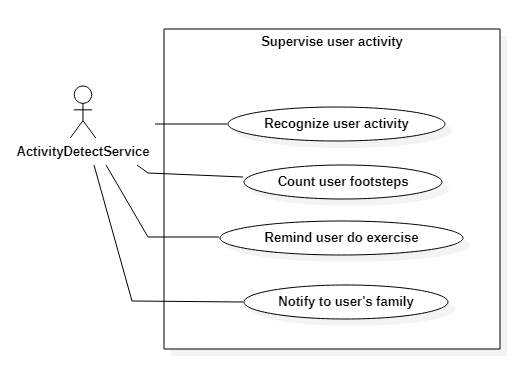 Supervise user activity
Recognize user activity
ActivityDetectService
Count user footsteps
Remind user do exercise
Notify to user's family